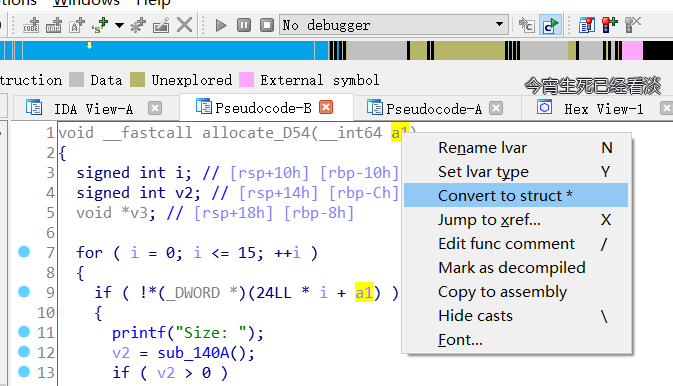 Options Windows Help
No debugger
struction Data Unexplored External symbol
今宵生死已经看淡
IDA View-A Pseudocode-B Pseudocode-A Hex View-1
1 void __fastcall allocate_D54(__int64 a1)
2 {
3 signed int i; // [rsp+10h] [rbp-10h]
4 signed int v2; // [rsp+14h] [rbp-Ch]
5 void *v3; // [rsp+18h] [rbp-8h]
6
7 for ( i = 0; i <= 15; ++i )
8 {
9 if ( !*(_DWORD *)(24LL * i + a1) )
10 {
11 printf("Size: ");
12 v2 = sub_140A();
13 if ( v2 > 0 )
Rename lvar N
Set lvar type Y
Convert to struct *
Jump to xref... X
Edit func comment /
Mark as decompiled
Copy to assembly
Hide casts \
Font...